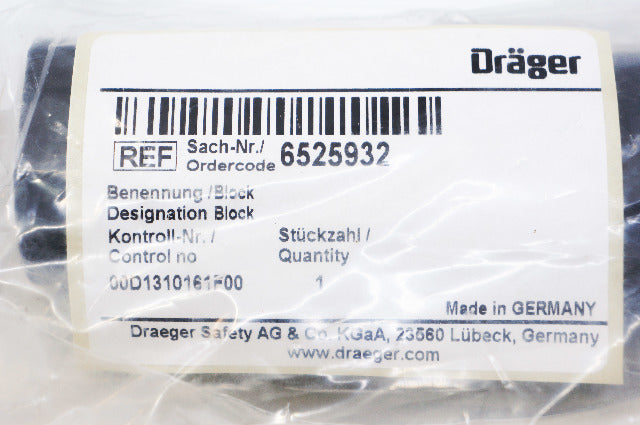 Dräger
REF Sach-Nr./ Ordercode 6525932
Benennung /Block
Designation Block
Kontroll-Nr. / Stückzahl /
Control no Quantity
00D1310161F00 1
Made in GERMANY
Draeger Safety AG & Co. KGaA, 23560 Lübeck, Germany
www.draeger.com